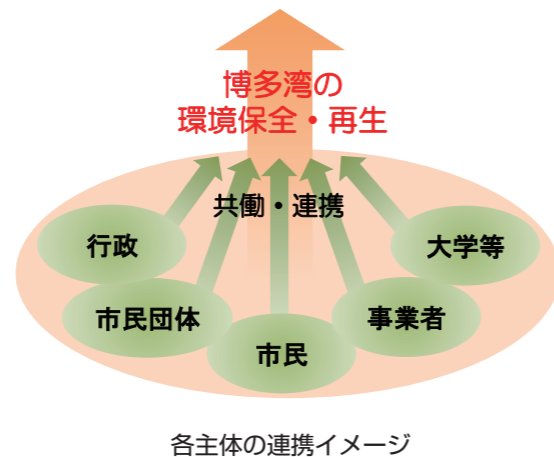 博多湾の
環境保全・再生
共働・連携
行政
大学等
市民団体
事業者
市民
各主体の連携イメージ